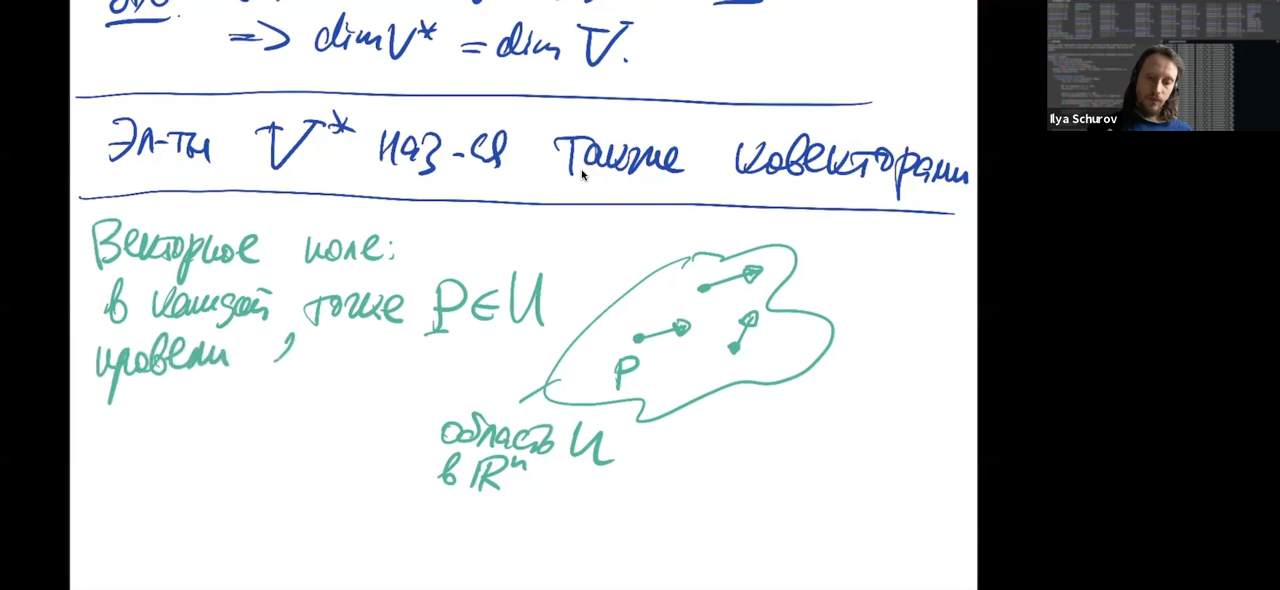 => dim V* = dim V.
Эл-ты V* наз-ся также ковекторами
Векторное поле:
в каждой точке P∈U
провели ,
P
область U
в ℝⁿ
Ilya Schurov